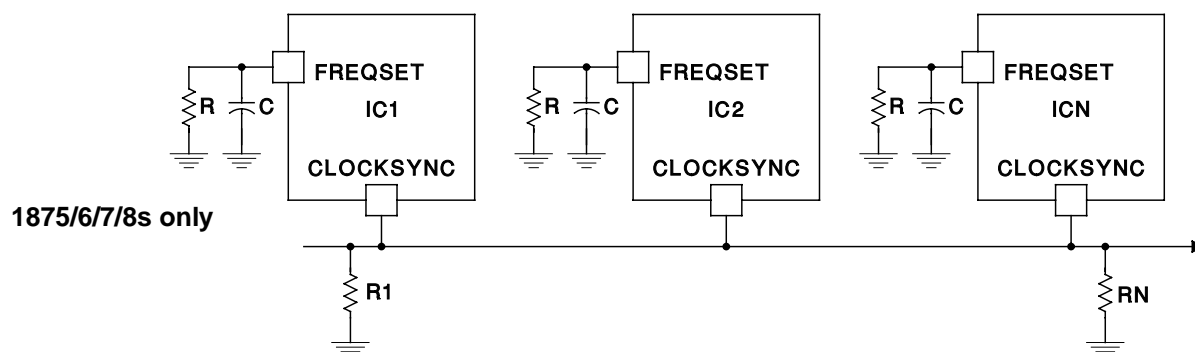 FREQSET
R
C
IC1
CLOCKSYNC
FREQSET
R
C
IC2
CLOCKSYNC
FREQSET
R
C
ICN
CLOCKSYNC
1875/6/7/8s only
R1
RN